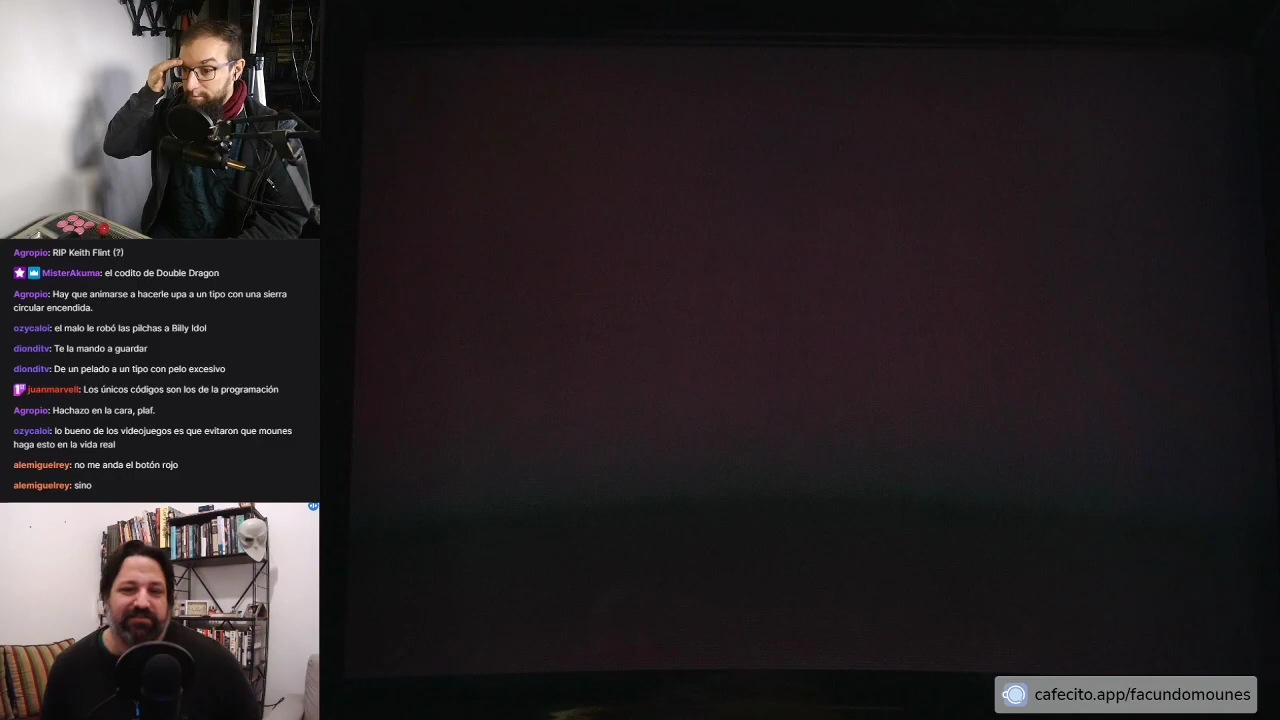 Agropio: RIP Keith Flint (?)
MisterAkuma: el codito de Double Dragon
Agropio: Hay que animarse a hacerle upa a un tipo con una sierra
circular encendida.
ozycaloi: el malo le robó las pilchas a Billy Idol
dionditv: Te la mando a guardar
dionditv: De un pelado a un tipo con pelo excesivo
juanmarvell: Los únicos códigos son los de la programación
Agropio: Hachazo en la cara, plaf.
ozycaloi: lo bueno de los videojuegos es que evitaron que mounes
haga esto en la vida real
alemiguelrey: no me anda el botón rojo
alemiguelrey: sino
cafecito.app/facundomounes